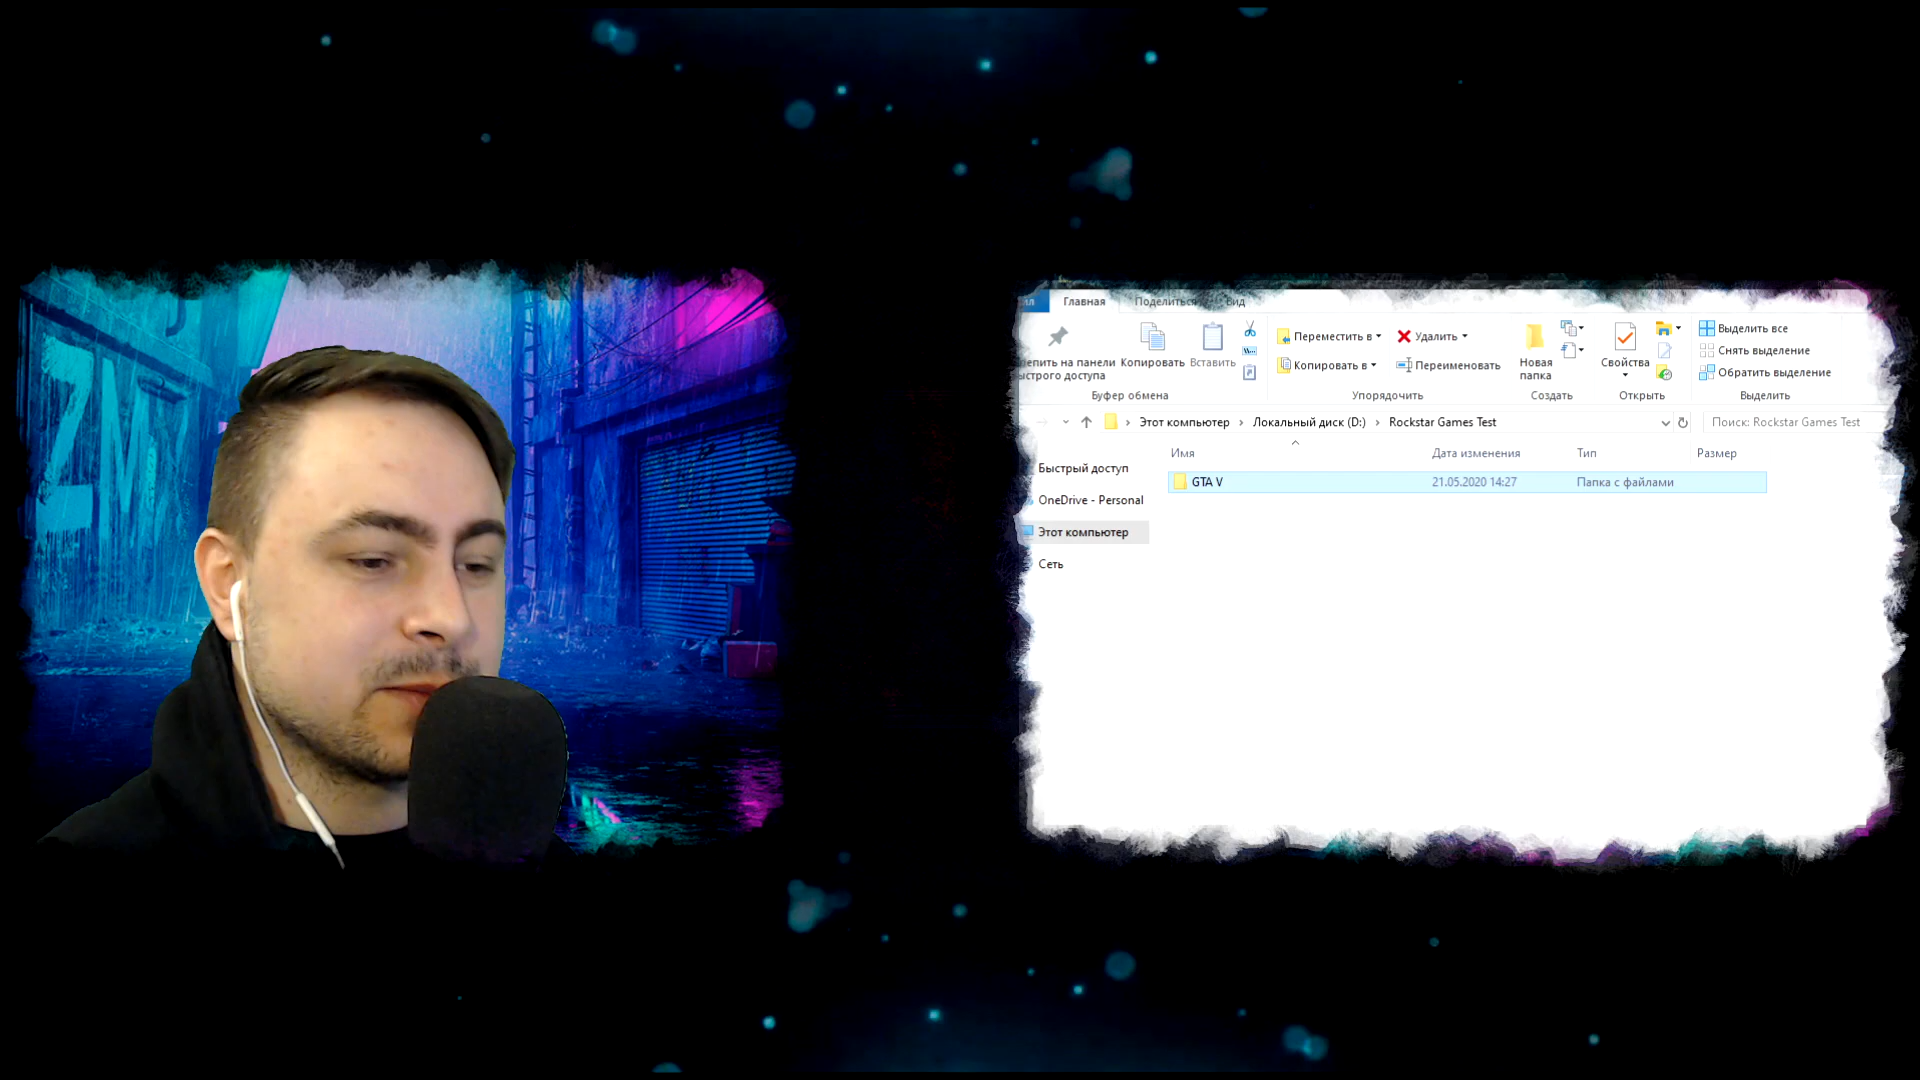 ZM
Главная Поделиться Вид
Копировать Вставить
Переместить в
Копировать в
Удалить
Переименовать
Новая
папка
Свойства
Выделить все
Снять выделение
Обратить выделение
Буфер обмена Упорядочить Создать Открыть Выделить
Этот компьютер › Локальный диск (D:) › Rockstar Games Test
Поиск: Rockstar Games Test
Имя Дата изменения Тип Размер
GTA V 21.05.2020 14:27 Папка с файлами
Быстрый доступ
OneDrive - Personal
Этот компьютер
Сеть